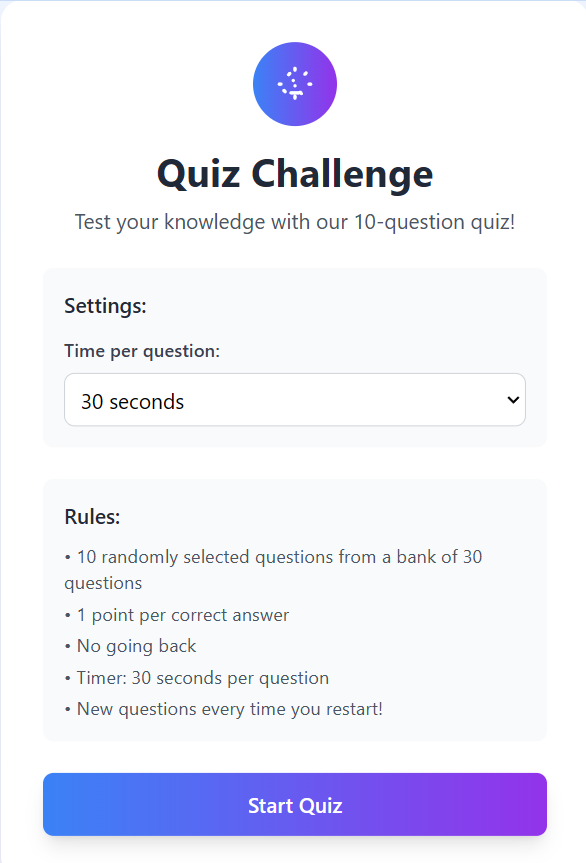 Quiz Challenge
Test your knowledge with our 10-question quiz!
Settings:
Time per question:
30 seconds
Rules:
• 10 randomly selected questions from a bank of 30
questions
• 1 point per correct answer
• No going back
• Timer: 30 seconds per question
• New questions every time you restart!
Start Quiz